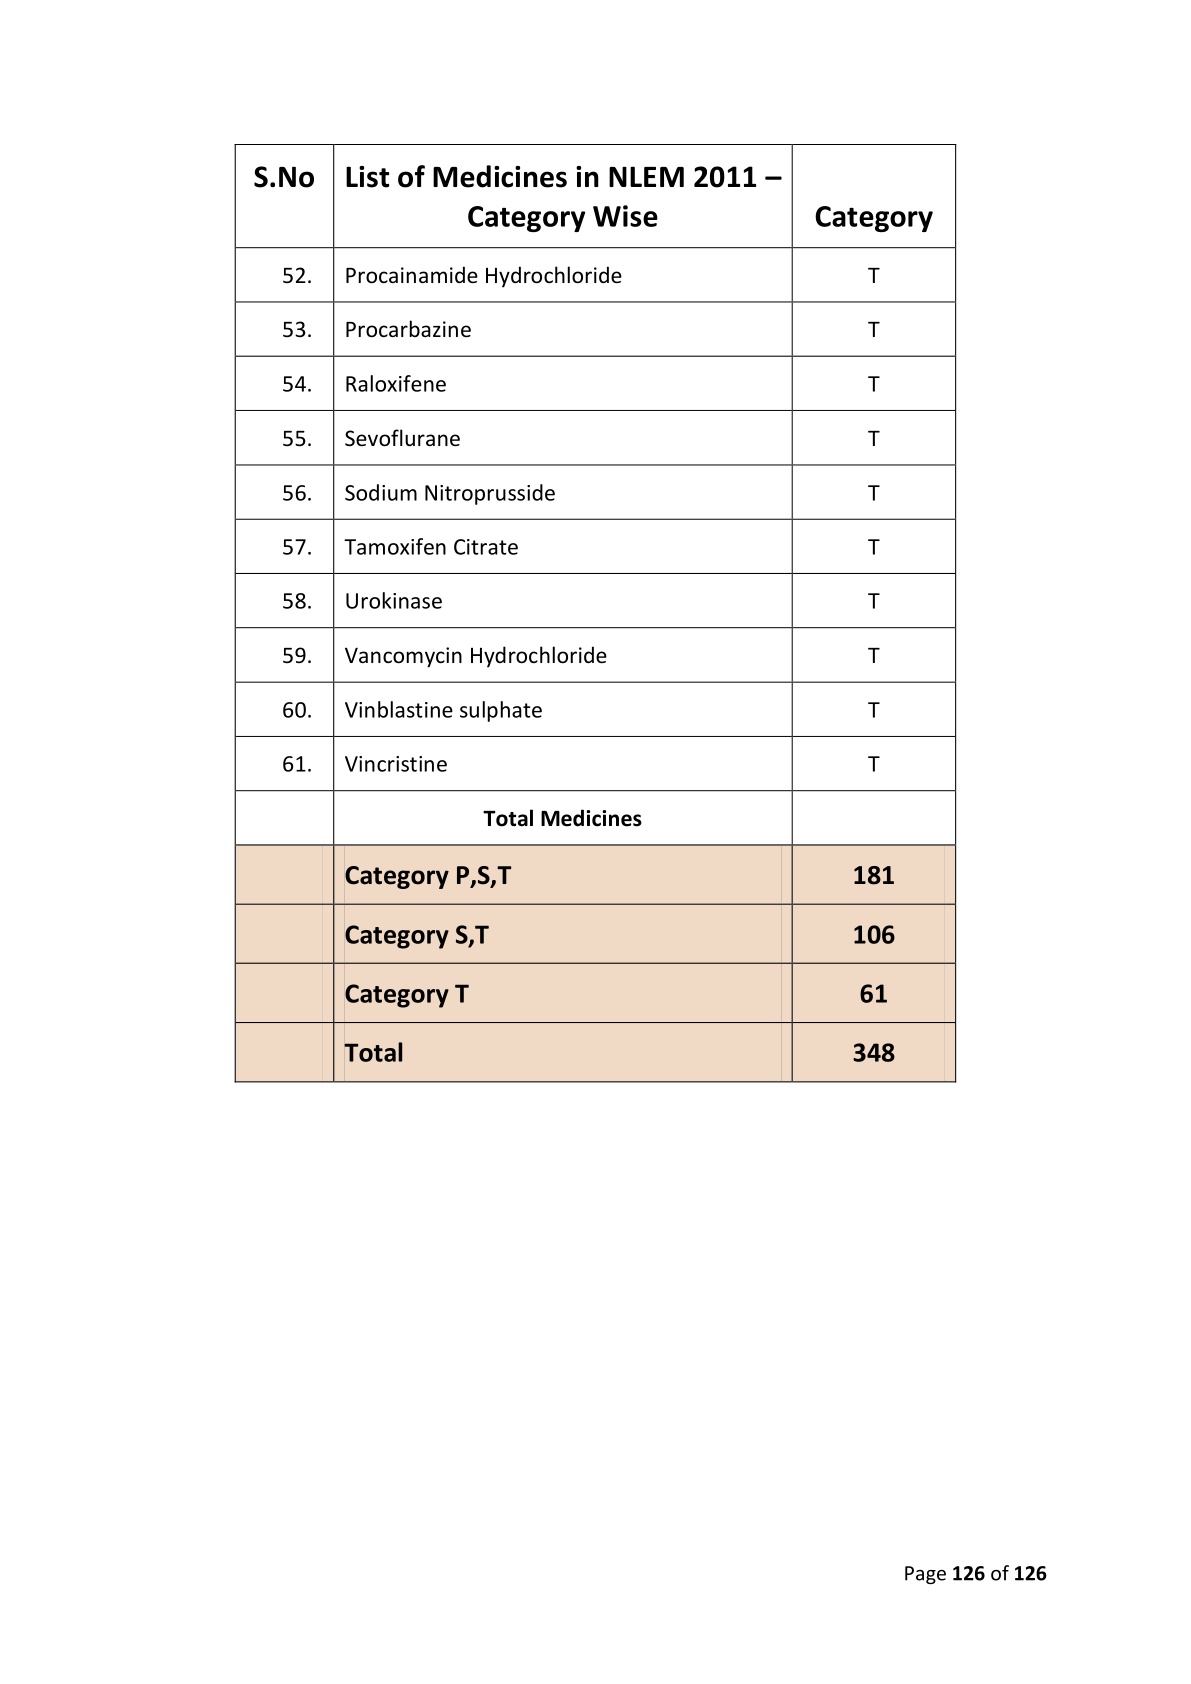 S.No List of Medicines in NLEM 2011 –
Category Wise Category
52. Procainamide Hydrochloride T
53. Procarbazine T
54. Raloxifene T
55. Sevoflurane T
56. Sodium Nitroprusside T
57. Tamoxifen Citrate T
58. Urokinase T
59. Vancomycin Hydrochloride T
60. Vinblastine sulphate T
61. Vincristine T
Total Medicines
Category P,S,T 181
Category S,T 106
Category T 61
Total 348
Page 126 of 126